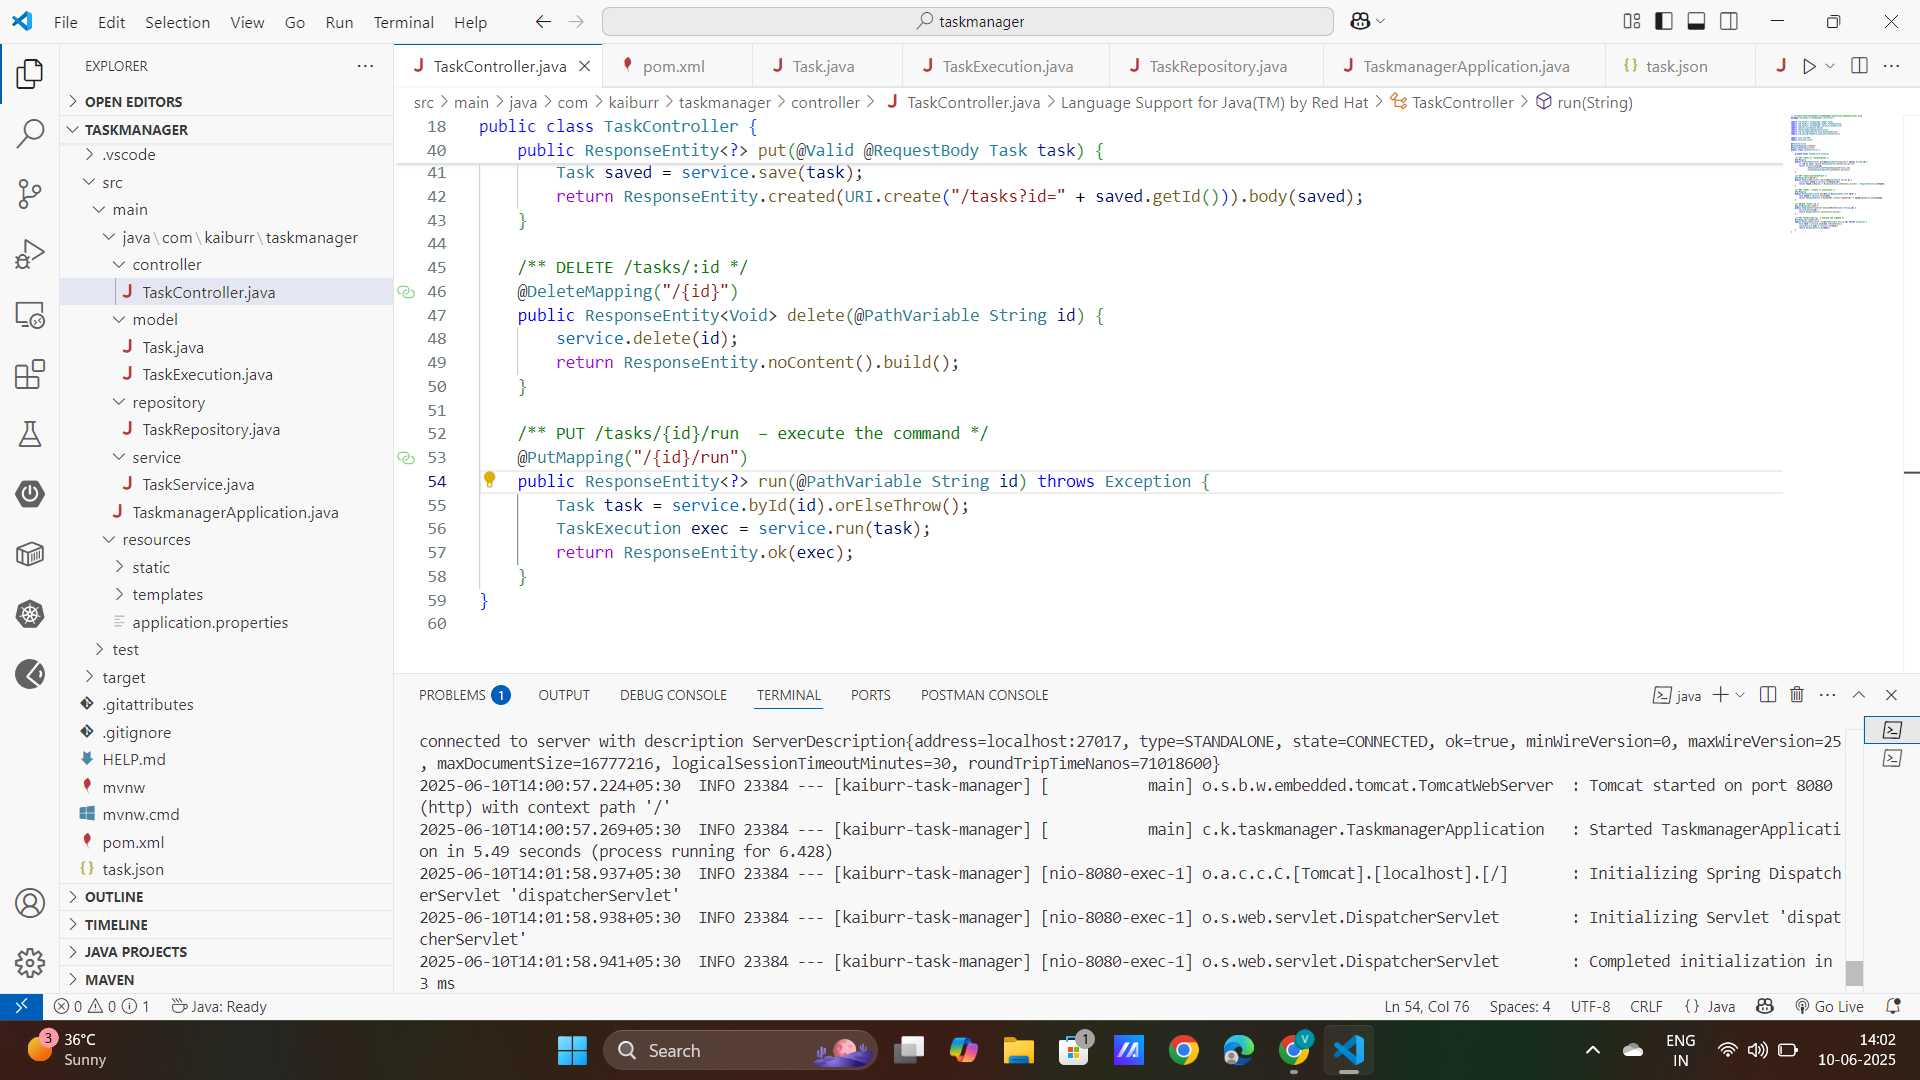 File Edit Selection View Go Run Terminal Help
taskmanager
EXPLORER
OPEN EDITORS
TASKMANAGER
.vscode
src
main
java\com\kaiburr\taskmanager
controller
TaskController.java
model
Task.java
TaskExecution.java
repository
TaskRepository.java
service
TaskService.java
TaskmanagerApplication.java
resources
static
templates
application.properties
test
target
.gitattributes
.gitignore
HELP.md
mvnw
mvnw.cmd
pom.xml
task.json
OUTLINE
TIMELINE
JAVA PROJECTS
MAVEN
TaskController.java pom.xml Task.java TaskExecution.java TaskRepository.java TaskmanagerApplication.java task.json
src > main > java > com > kaiburr > taskmanager > controller > TaskController.java > Language Support for Java(TM) by Red Hat > TaskController > run(String)
18 public class TaskController {
40 public ResponseEntity<?> put(@Valid @RequestBody Task task) {
41 Task saved = service.save(task);
42 return ResponseEntity.created(URI.create("/tasks?id=" + saved.getId())).body(saved);
43 }
44
45 /** DELETE /tasks/:id */
46 @DeleteMapping("/{id}")
47 public ResponseEntity<Void> delete(@PathVariable String id) {
48 service.delete(id);
49 return ResponseEntity.noContent().build();
50 }
51
52 /** PUT /tasks/{id}/run – execute the command */
53 @PutMapping("/{id}/run")
54 public ResponseEntity<?> run(@PathVariable String id) throws Exception {
55 Task task = service.byId(id).orElseThrow();
56 TaskExecution exec = service.run(task);
57 return ResponseEntity.ok(exec);
58 }
59 }
60
PROBLEMS 1 OUTPUT DEBUG CONSOLE TERMINAL PORTS POSTMAN CONSOLE
java
connected to server with description ServerDescription{address=localhost:27017, type=STANDALONE, state=CONNECTED, ok=true, minWireVersion=0, maxWireVersion=25
, maxDocumentSize=16777216, logicalSessionTimeoutMinutes=30, roundTripTimeNanos=71018600}
2025-06-10T14:00:57.224+05:30 INFO 23384 --- [kaiburr-task-manager] [ main] o.s.b.w.embedded.tomcat.TomcatWebServer : Tomcat started on port 8080
(http) with context path '/'
2025-06-10T14:00:57.269+05:30 INFO 23384 --- [kaiburr-task-manager] [ main] c.k.taskmanager.TaskmanagerApplication : Started TaskmanagerApplicati
on in 5.49 seconds (process running for 6.428)
2025-06-10T14:01:58.937+05:30 INFO 23384 --- [kaiburr-task-manager] [nio-8080-exec-1] o.a.c.c.C.[Tomcat].[localhost].[/] : Initializing Spring Dispatch
erServlet 'dispatcherServlet'
2025-06-10T14:01:58.938+05:30 INFO 23384 --- [kaiburr-task-manager] [nio-8080-exec-1] o.s.web.servlet.DispatcherServlet : Initializing Servlet 'dispat
cherServlet'
2025-06-10T14:01:58.941+05:30 INFO 23384 --- [kaiburr-task-manager] [nio-8080-exec-1] o.s.web.servlet.DispatcherServlet : Completed initialization in
3 ms
0 0 1 Java: Ready
Ln 54, Col 76 Spaces: 4 UTF-8 CRLF {} Java Go Live
3
36°C
Sunny
Search
1
V
ENG
IN
14:02
10-06-2025